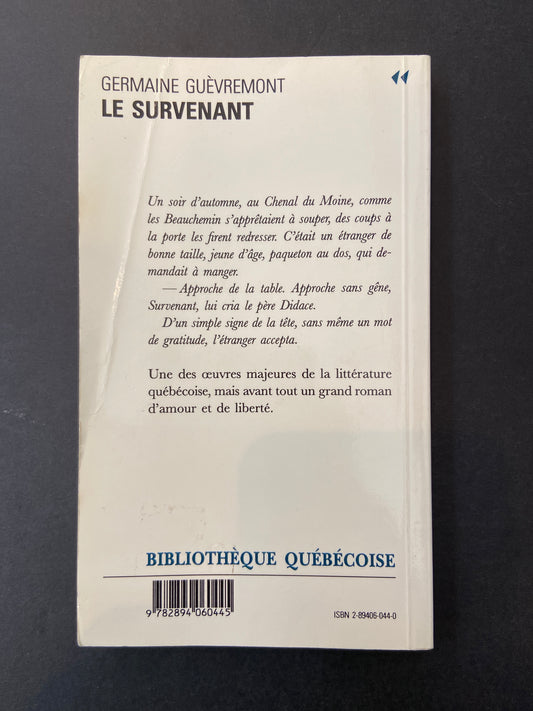 GERMAINE GUÈVREMONT
LE SURVENANT
Un soir d'automne, au Chenal du Moine, comme
les Beauchemin s'apprêtaient à souper, des coups à
la porte les firent redresser. C'était un étranger de
bonne taille, jeune d'âge, paqueton au dos, qui de-
mandait à manger.
— Approche de la table. Approche sans gêne,
Survenant, lui cria le père Didace.
D'un simple signe de la tête, sans même un mot
de gratitude, l'étranger accepta.
Une des œuvres majeures de la littérature
québécoise, mais avant tout un grand roman
d'amour et de liberté.
BIBLIOTHÈQUE QUÉBÉCOISE
9 782894 060445
ISBN 2-89406-044-0